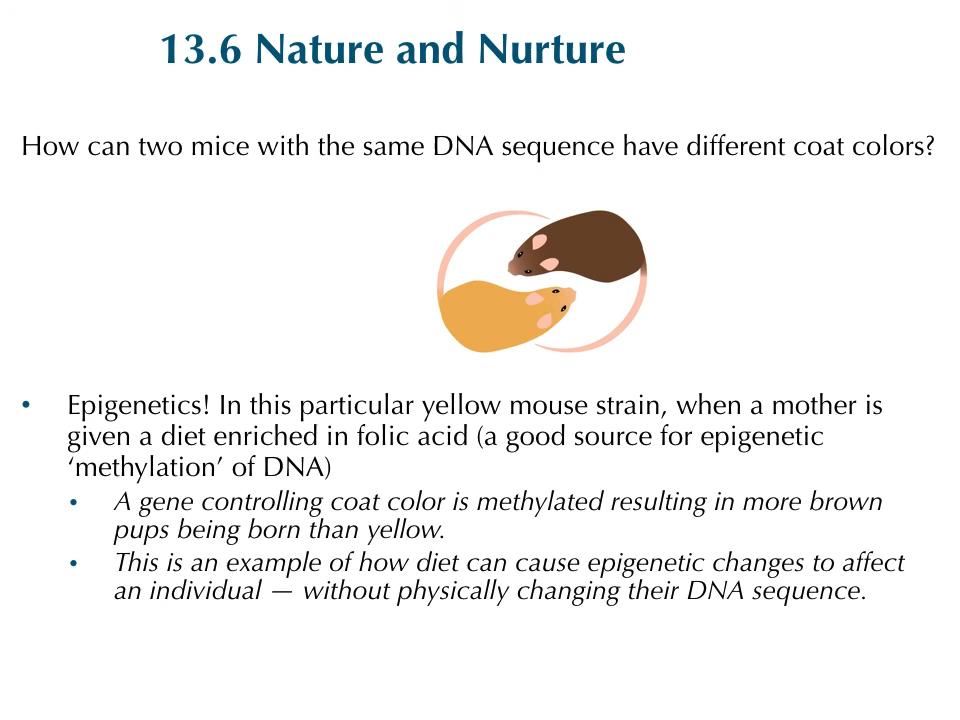 13.6 Nature and Nurture
How can two mice with the same DNA sequence have different coat colors?
• Epigenetics! In this particular yellow mouse strain, when a mother is
given a diet enriched in folic acid (a good source for epigenetic
‘methylation’ of DNA)
• A gene controlling coat color is methylated resulting in more brown
pups being born than yellow.
• This is an example of how diet can cause epigenetic changes to affect
an individual — without physically changing their DNA sequence.